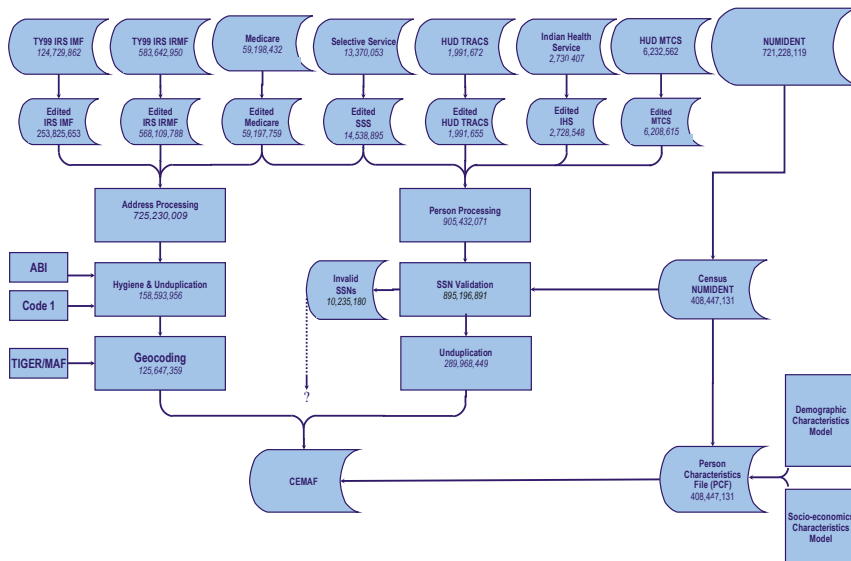 TY99 IRS IMF
124,729,862
TY99 IRS IRMF
583,642,950
Medicare
59,198,432
Selective Service
13,370,053
HUD TRACS
1,991,672
Indian Health
Service
2,730 407
HUD MTCS
6,232,562
NUMIDENT
721,228,119
Edited
IRS IMF
253,825,653
Edited
IRS IRMF
568,109,788
Edited
Medicare
59,197,759
Edited
SSS
14,538,895
Edited
HUD TRACS
1,991,655
Edited
IHS
2,728,548
Edited
MTCS
6,208,615
Address Processing
725,230,009
Person Processing
905,432,071
ABI
Code 1
Hygiene & Unduplication
158,593,956
Invalid
SSNs
10,235,180
SSN Validation
895,196,891
Census
NUMIDENT
408,447,131
TIGER/MAF
Geocoding
125,647,359
Unduplication
289,968,449
?
Demographic
Characteristics
Model
CEMAF
Person
Characteristics
File (PCF)
408,447,131
Socio-economics
Characteristics
Model